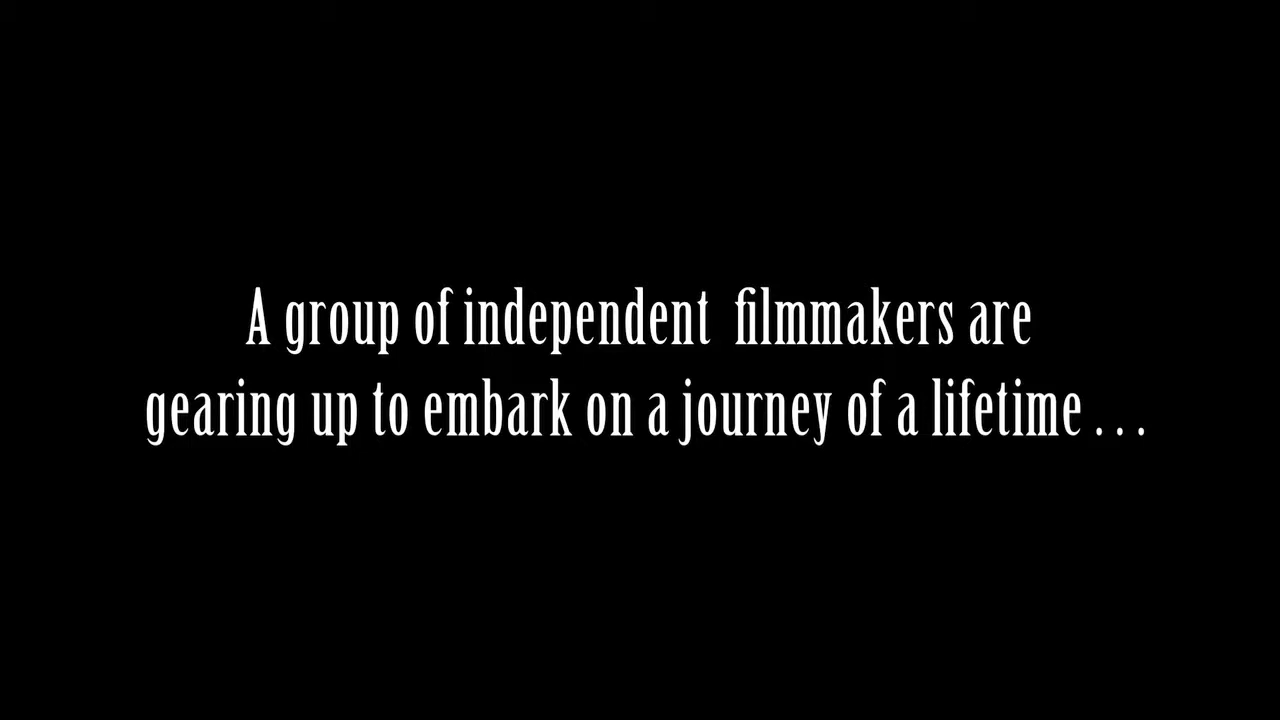 A group of independent  filmmakers are
gearing up to embark on a journey of a lifetime . . .